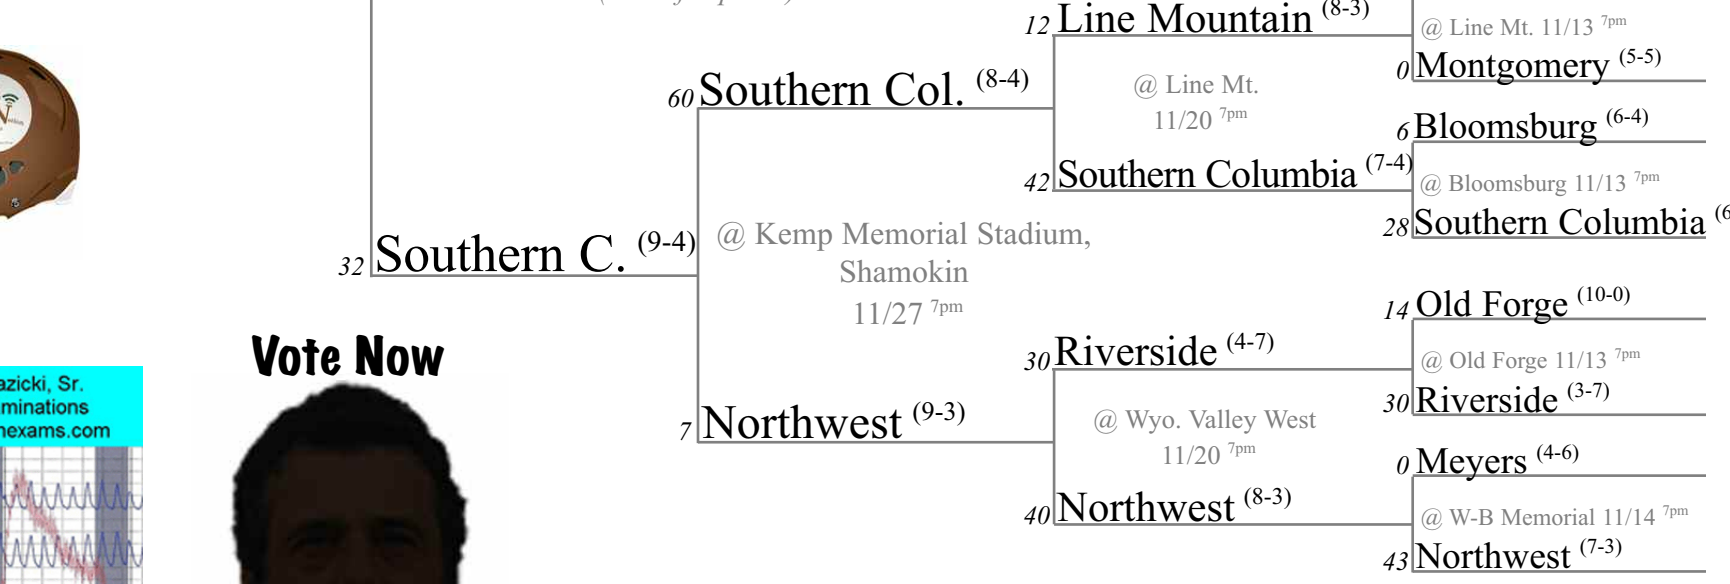 12 Line Mountain (8-3)
@ Line Mt. 11/13 7pm
0 Montgomery (5-5)
60 Southern Col. (8-4)
@ Line Mt.
11/20 7pm
6 Bloomsburg (6-4)
42 Southern Columbia (7-4)
@ Bloomsburg 11/13 7pm
28 Southern Columbia (6
32 Southern C. (9-4)
@ Kemp Memorial Stadium,
Shamokin
11/27 7pm
14 Old Forge (10-0)
30 Riverside (4-7)
@ Old Forge 11/13 7pm
30 Riverside (3-7)
7 Northwest (9-3)
@ Wyo. Valley West
11/20 7pm
0 Meyers (4-6)
40 Northwest (8-3)
@ W-B Memorial 11/14 7pm
43 Northwest (7-3)
Vote Now
azicki, Sr.
minations
nexams.com